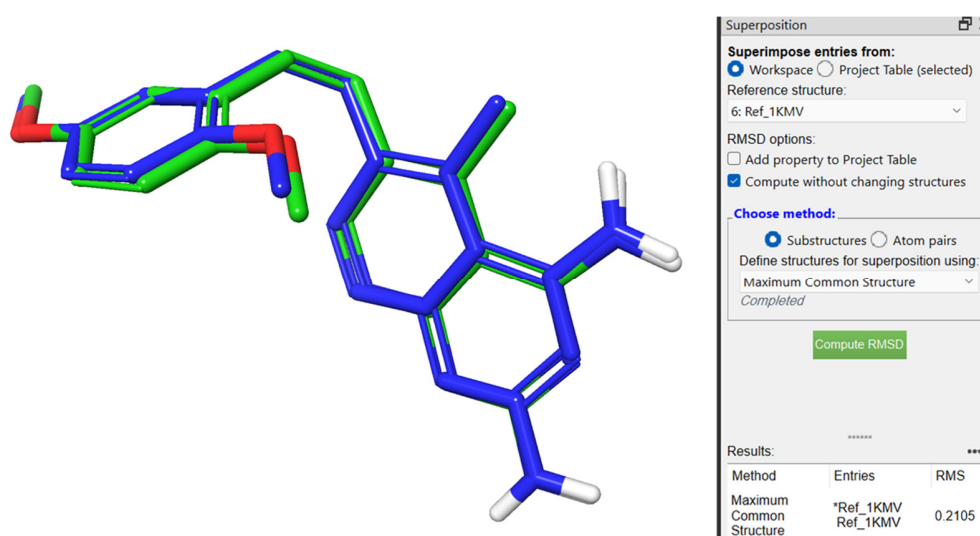 Superposition
Superimpose entries from:
Workspace Project Table (selected)
Reference structure:
6: Ref_1KMV
RMSD options:
Add property to Project Table
Compute without changing structures
Choose method:
Substructures Atom pairs
Define structures for superposition using:
Maximum Common Structure
Completed
Compute RMSD
Results:
Method Entries RMS
Maximum
Common
Structure
*Ref_1KMV
Ref_1KMV
0.2105